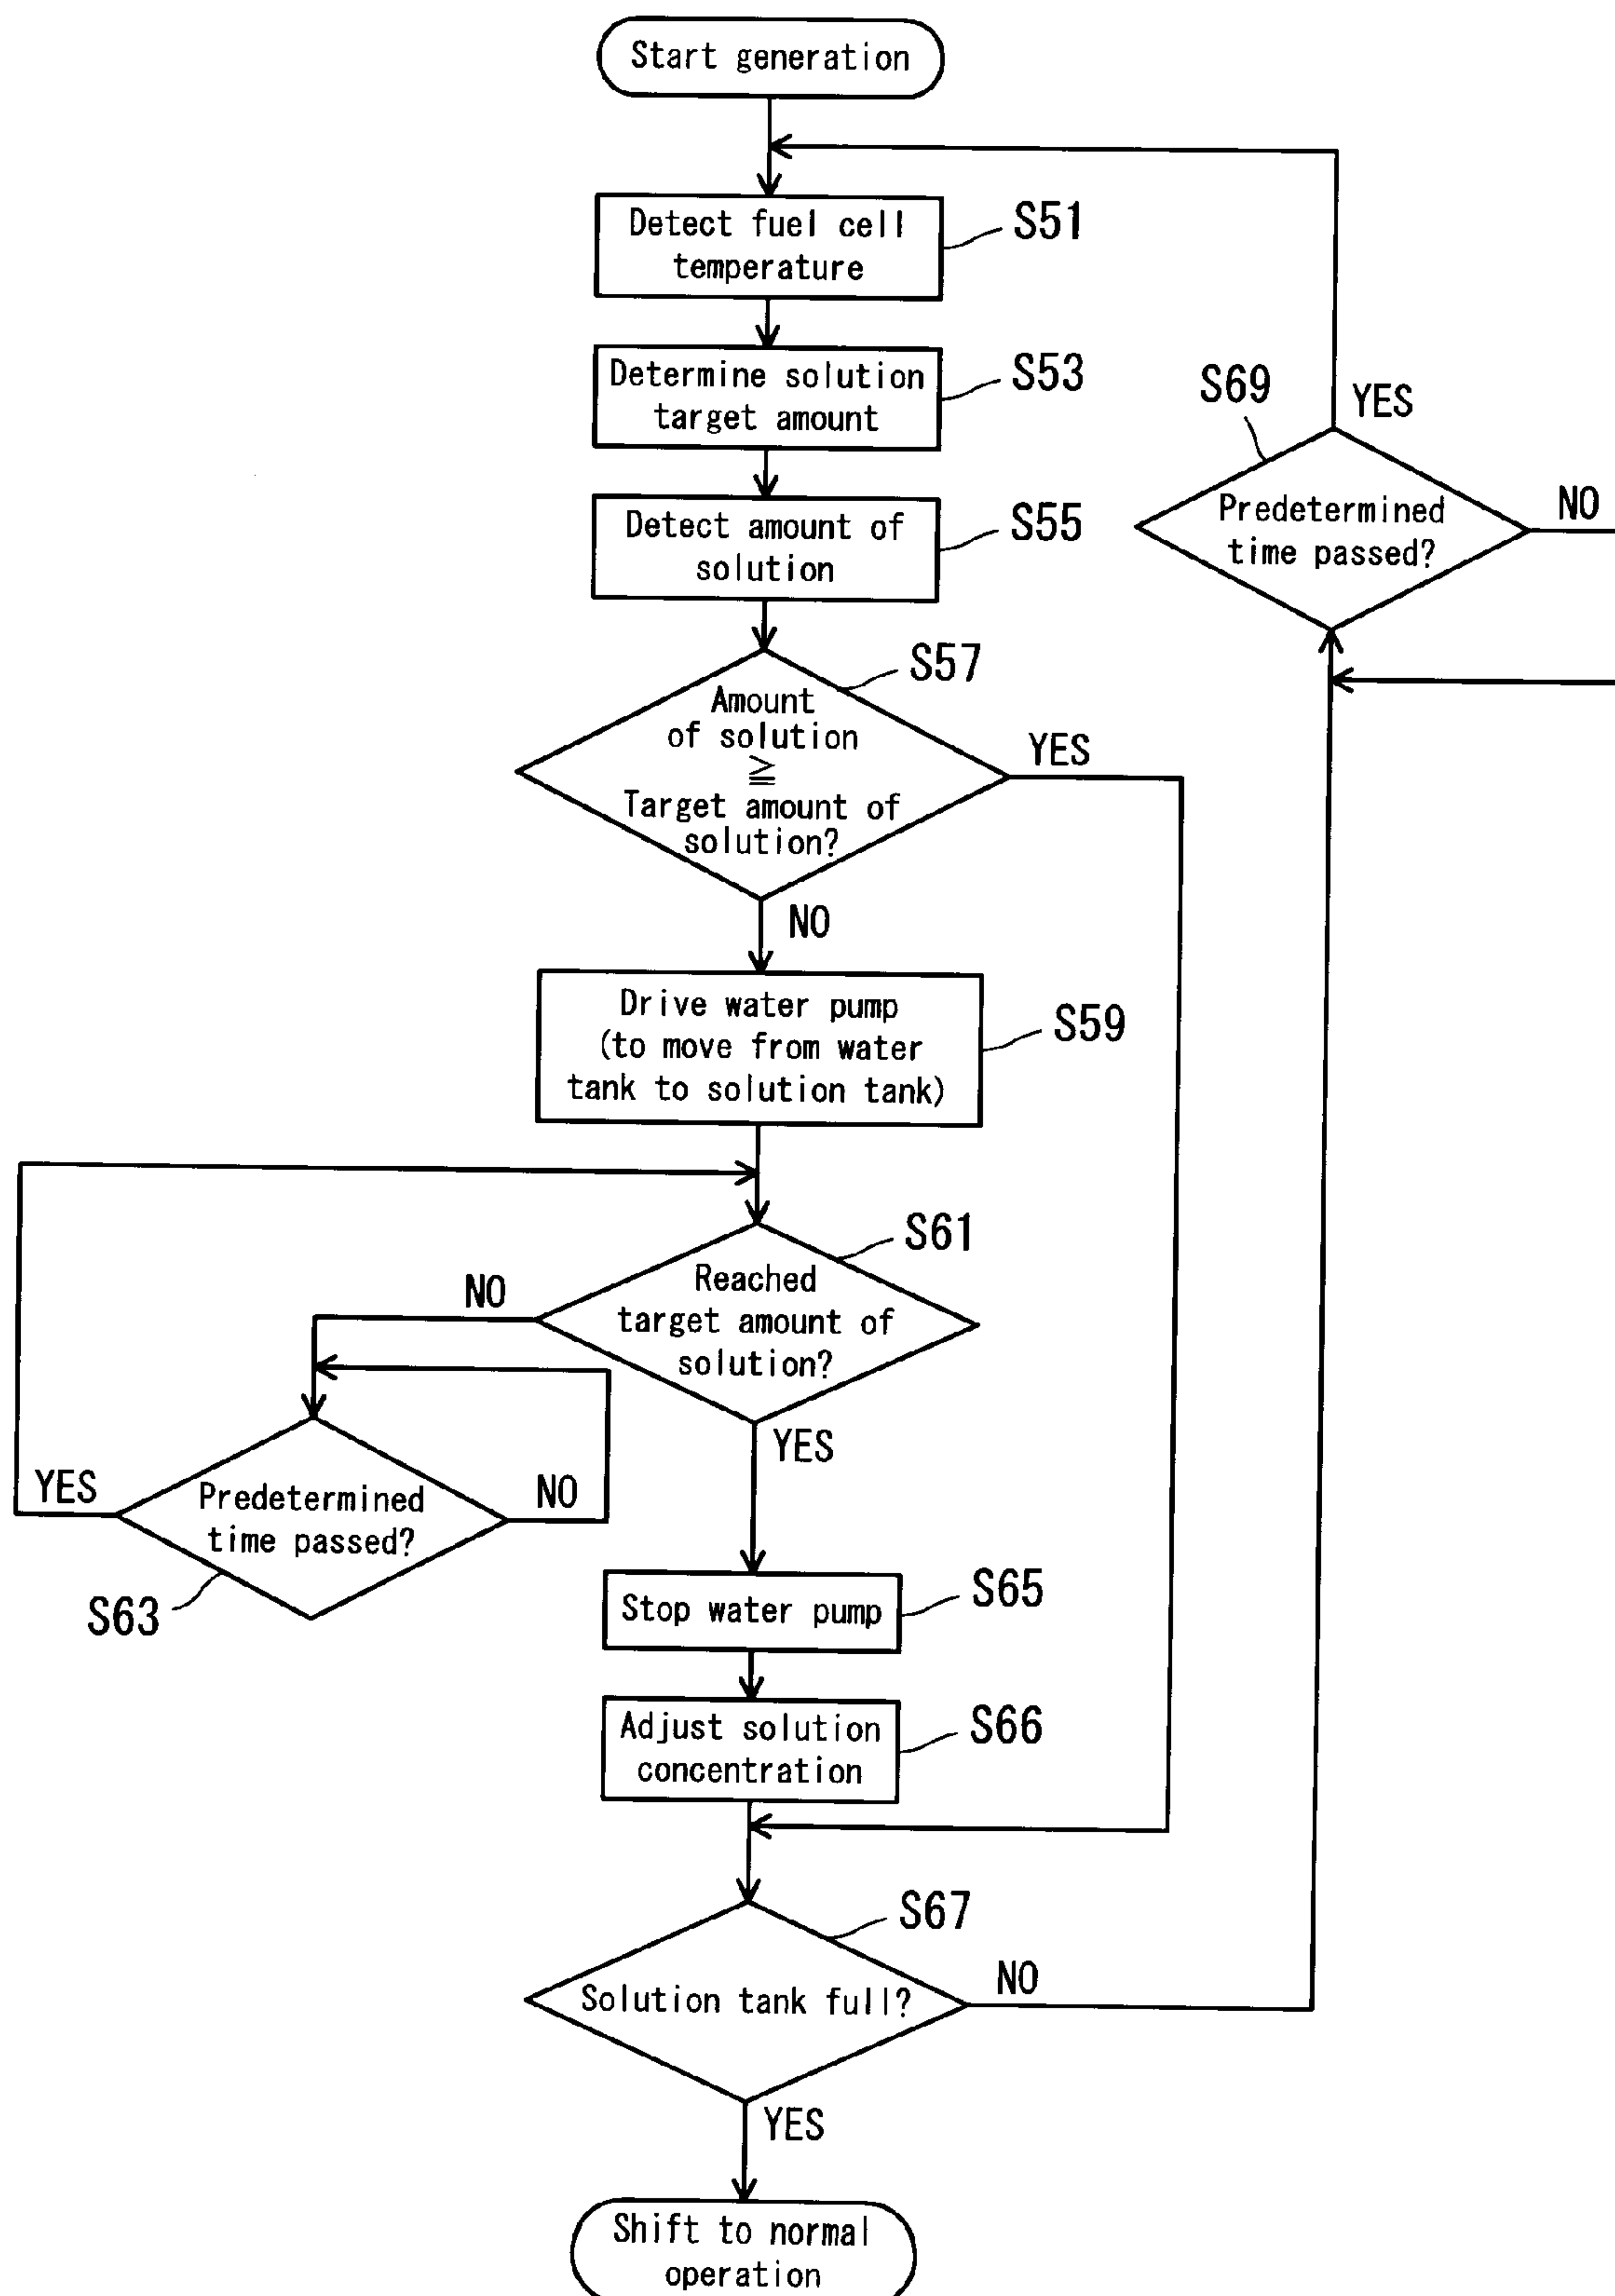 Start generation
Detect fuel cell
temperature
S51
Determine solution
target amount
S53
S69
YES
Predetermined
time passed?
NO
Detect amount of
solution
S55
S57
Amount
of solution
≧
Target amount of
solution?
YES
NO
Drive water pump
(to move from water
tank to solution tank)
S59
S61
Reached
target amount of
solution?
NO
YES
Predetermined
time passed?
YES
NO
S63
Stop water pump
S65
Adjust solution
concentration
S66
S67
Solution tank full?
NO
YES
Shift to normal
operation